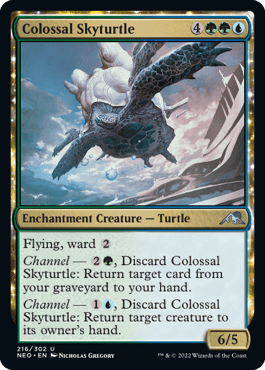 Colossal Skyturtle 4
Enchantment Creature — Turtle
Flying, ward 2
Channel — 2, Discard Colossal
Skyturtle: Return target card from
your graveyard to your hand.
Channel — 1, Discard Colossal
Skyturtle: Return target creature to
its owner's hand.
6/5
216/302 U
NEO • EN Nicholas Gregory
™ & © 2022 Wizards of the Coast